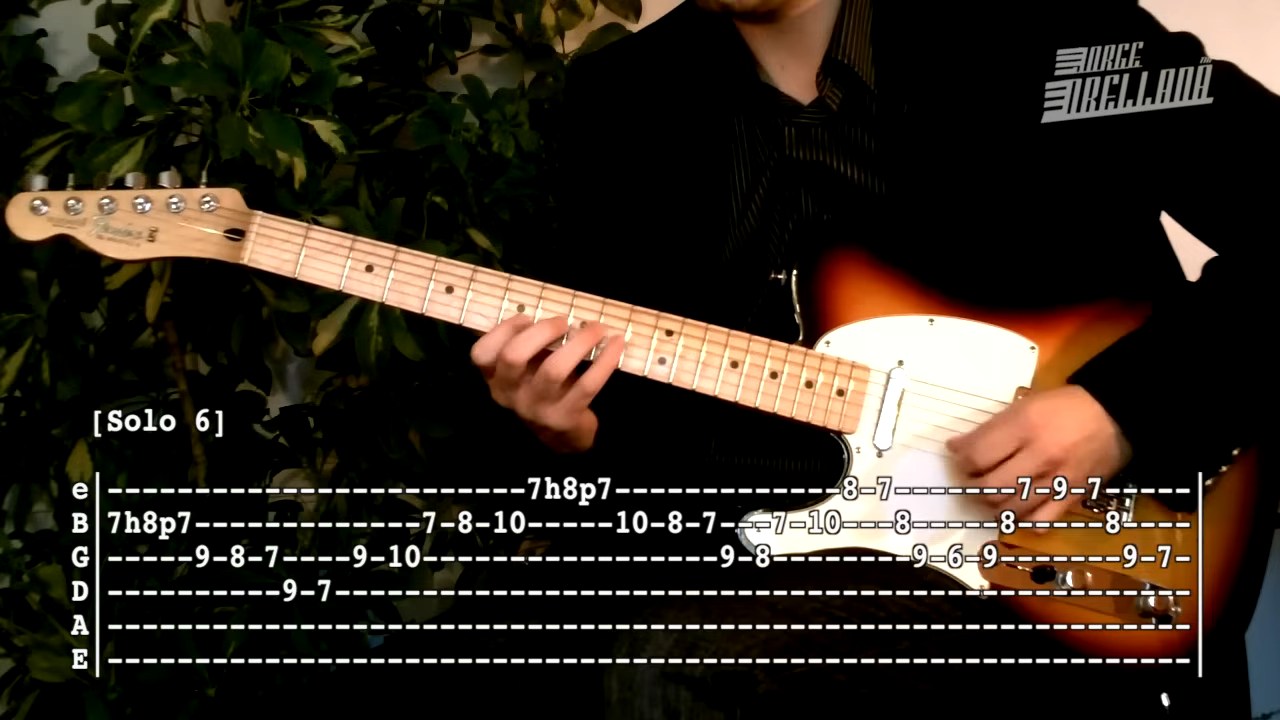 JORGE
ORELLANA
Fender
[Solo 6]
e|------------------------7h8p7-------------8-7-------7-9-7-----|
B|7h8p7-------------7-8-10-----10-8-7---7-10---8-----8-----8----|
G|-----9-8-7----9-10-----------------9-8--------9-6-9-------9-7-|
D|----------9-7-------------------------------------------------|
A|--------------------------------------------------------------|
E|--------------------------------------------------------------|